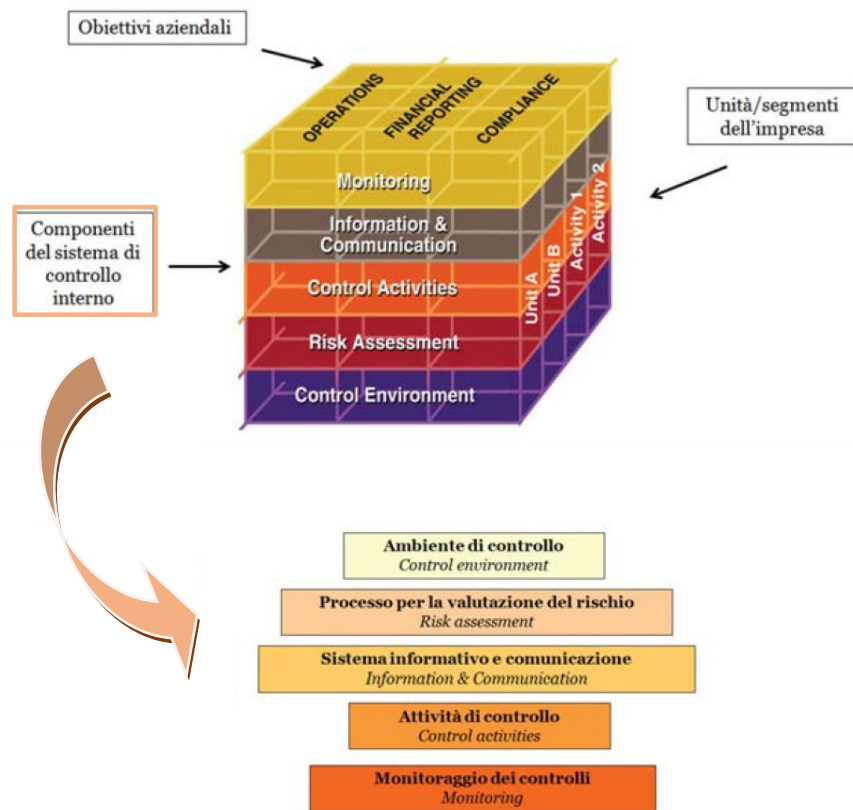 Obiettivi aziendali
OPERATIONS
FINANCIAL
REPORTING
COMPLIANCE
Unità/segmenti
dell'impresa
Monitoring
Information &
Communication
Control Activities
Risk Assessment
Control Environment
Unit A
Unit B
Activity 1
Activity 2
Componenti
del sistema di
controllo
interno
Ambiente di controllo
Control environment
Processo per la valutazione del rischio
Risk assessment
Sistema informativo e comunicazione
Information & Communication
Attività di controllo
Control activities
Monitoraggio dei controlli
Monitoring